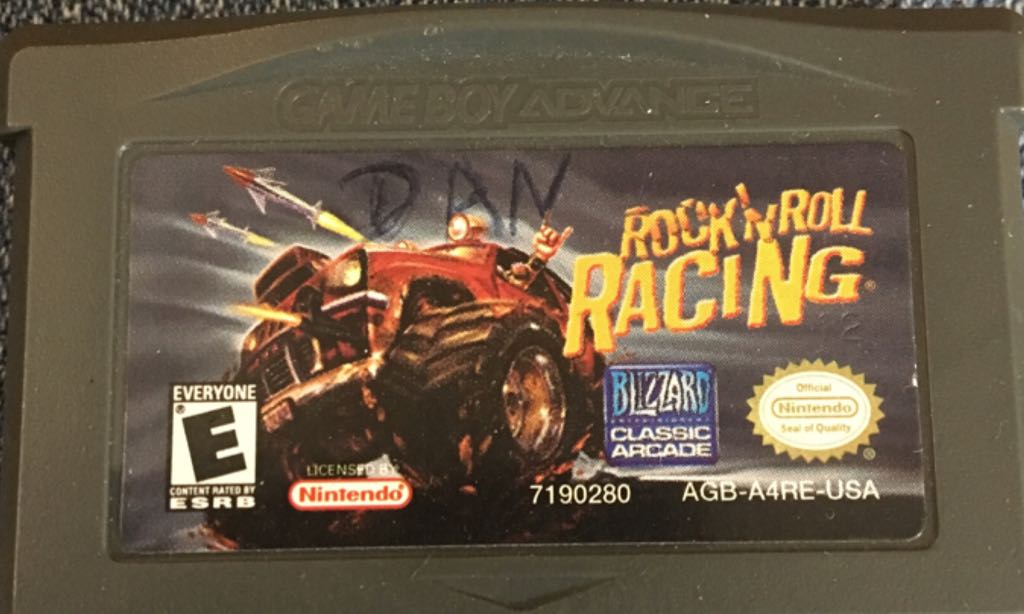 GAME BOY ADVANCE
DAN
ROCK 'N ROLL
RACING®
EVERYONE
E®
CONTENT RATED BY
ESRB
LICENSED BY
Nintendo®
BLIZZARD
ENTERTAINMENT
CLASSIC
ARCADE
Official
Nintendo
Seal of Quality
®
7190280
AGB-A4RE-USA